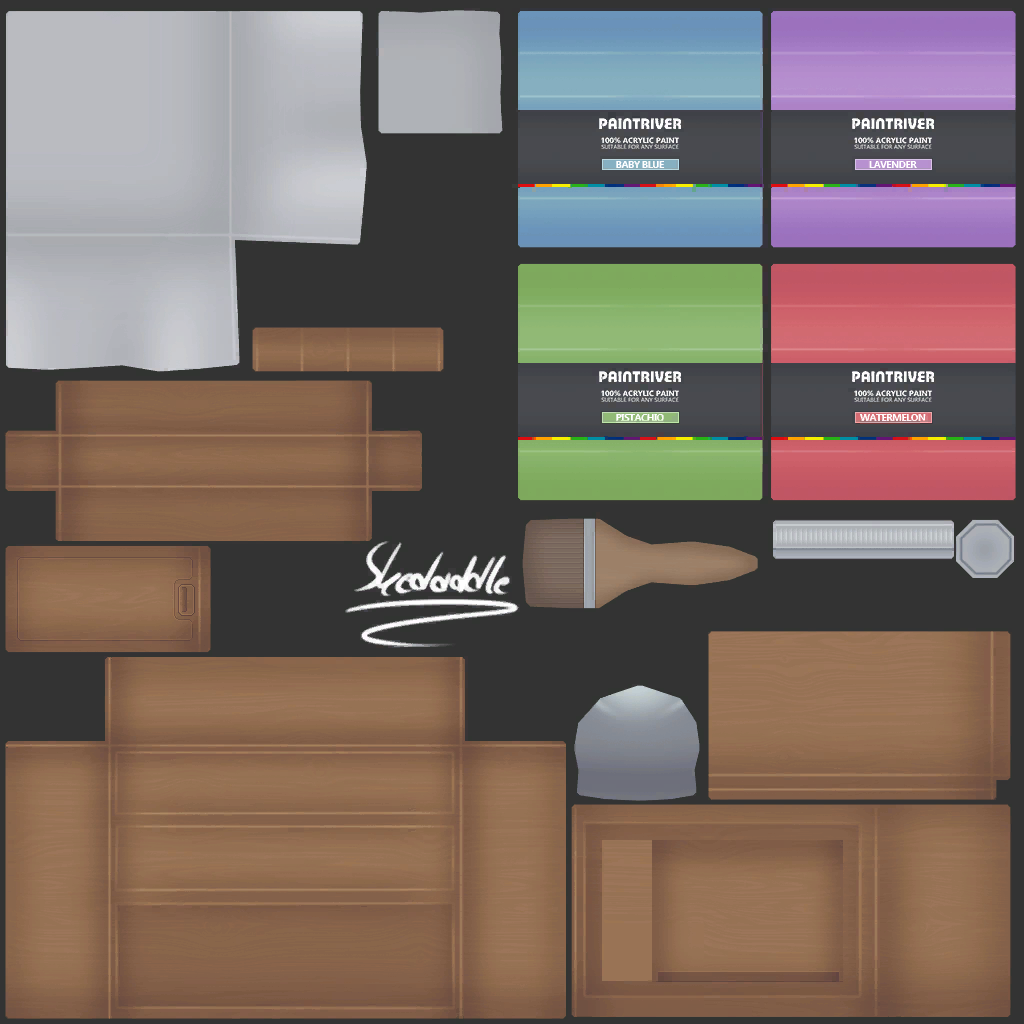 PAINTRIVER
100% ACRYLIC PAINT
SUITABLE FOR ANY SURFACE
BABY BLUE
PAINTRIVER
100% ACRYLIC PAINT
SUITABLE FOR ANY SURFACE
LAVENDER
PAINTRIVER
100% ACRYLIC PAINT
SUITABLE FOR ANY SURFACE
PISTACHIO
PAINTRIVER
100% ACRYLIC PAINT
SUITABLE FOR ANY SURFACE
WATERMELON